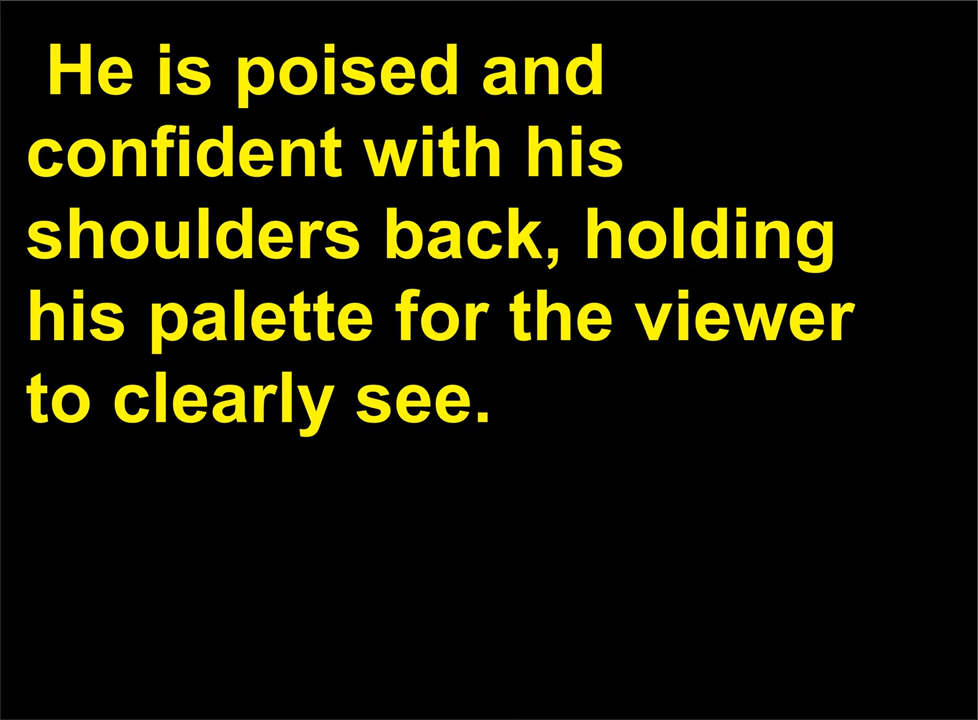 He is poised and
confident with his
shoulders back, holding
his palette for the viewer
to clearly see.